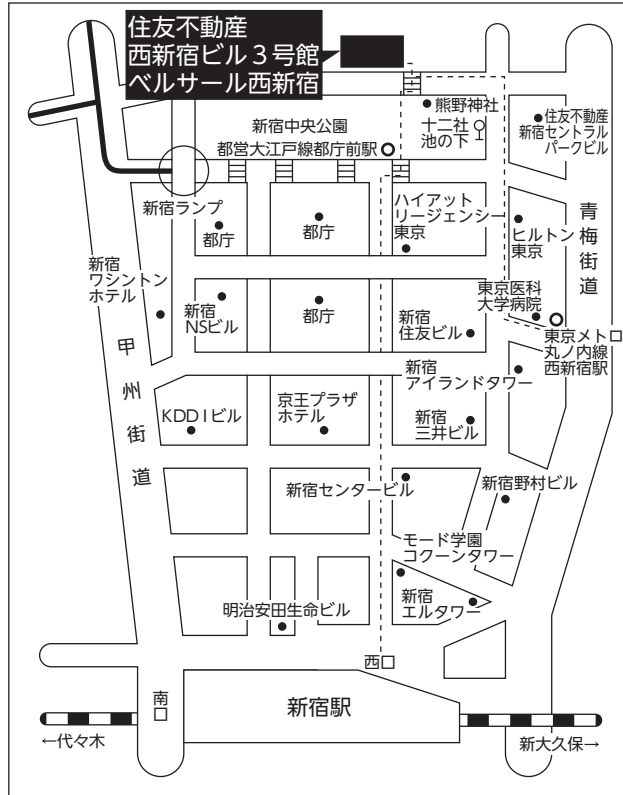 住友不動産
西新宿ビル３号館
ベルサール西新宿
熊野神社
十二社
池の下
住友不動産
新宿セントラル
パークビル
新宿中央公園
都営大江戸線都庁前駅
新宿ランプ
都庁
都庁
ハイアット
リージェンシー
東京
ヒルトン
東京
青梅街道
新宿
ワシントン
ホテル
新宿
NSビル
都庁
新宿
住友ビル
東京医科
大学病院
東京メトロ
丸ノ内線
西新宿駅
甲州街道
新宿
アイランドタワー
KDDIビル
京王プラザ
ホテル
新宿
三井ビル
新宿センタービル
新宿野村ビル
モード学園
コクーンタワー
新宿
エルタワー
明治安田生命ビル
西口
南口
新宿駅
←代々木
新大久保→